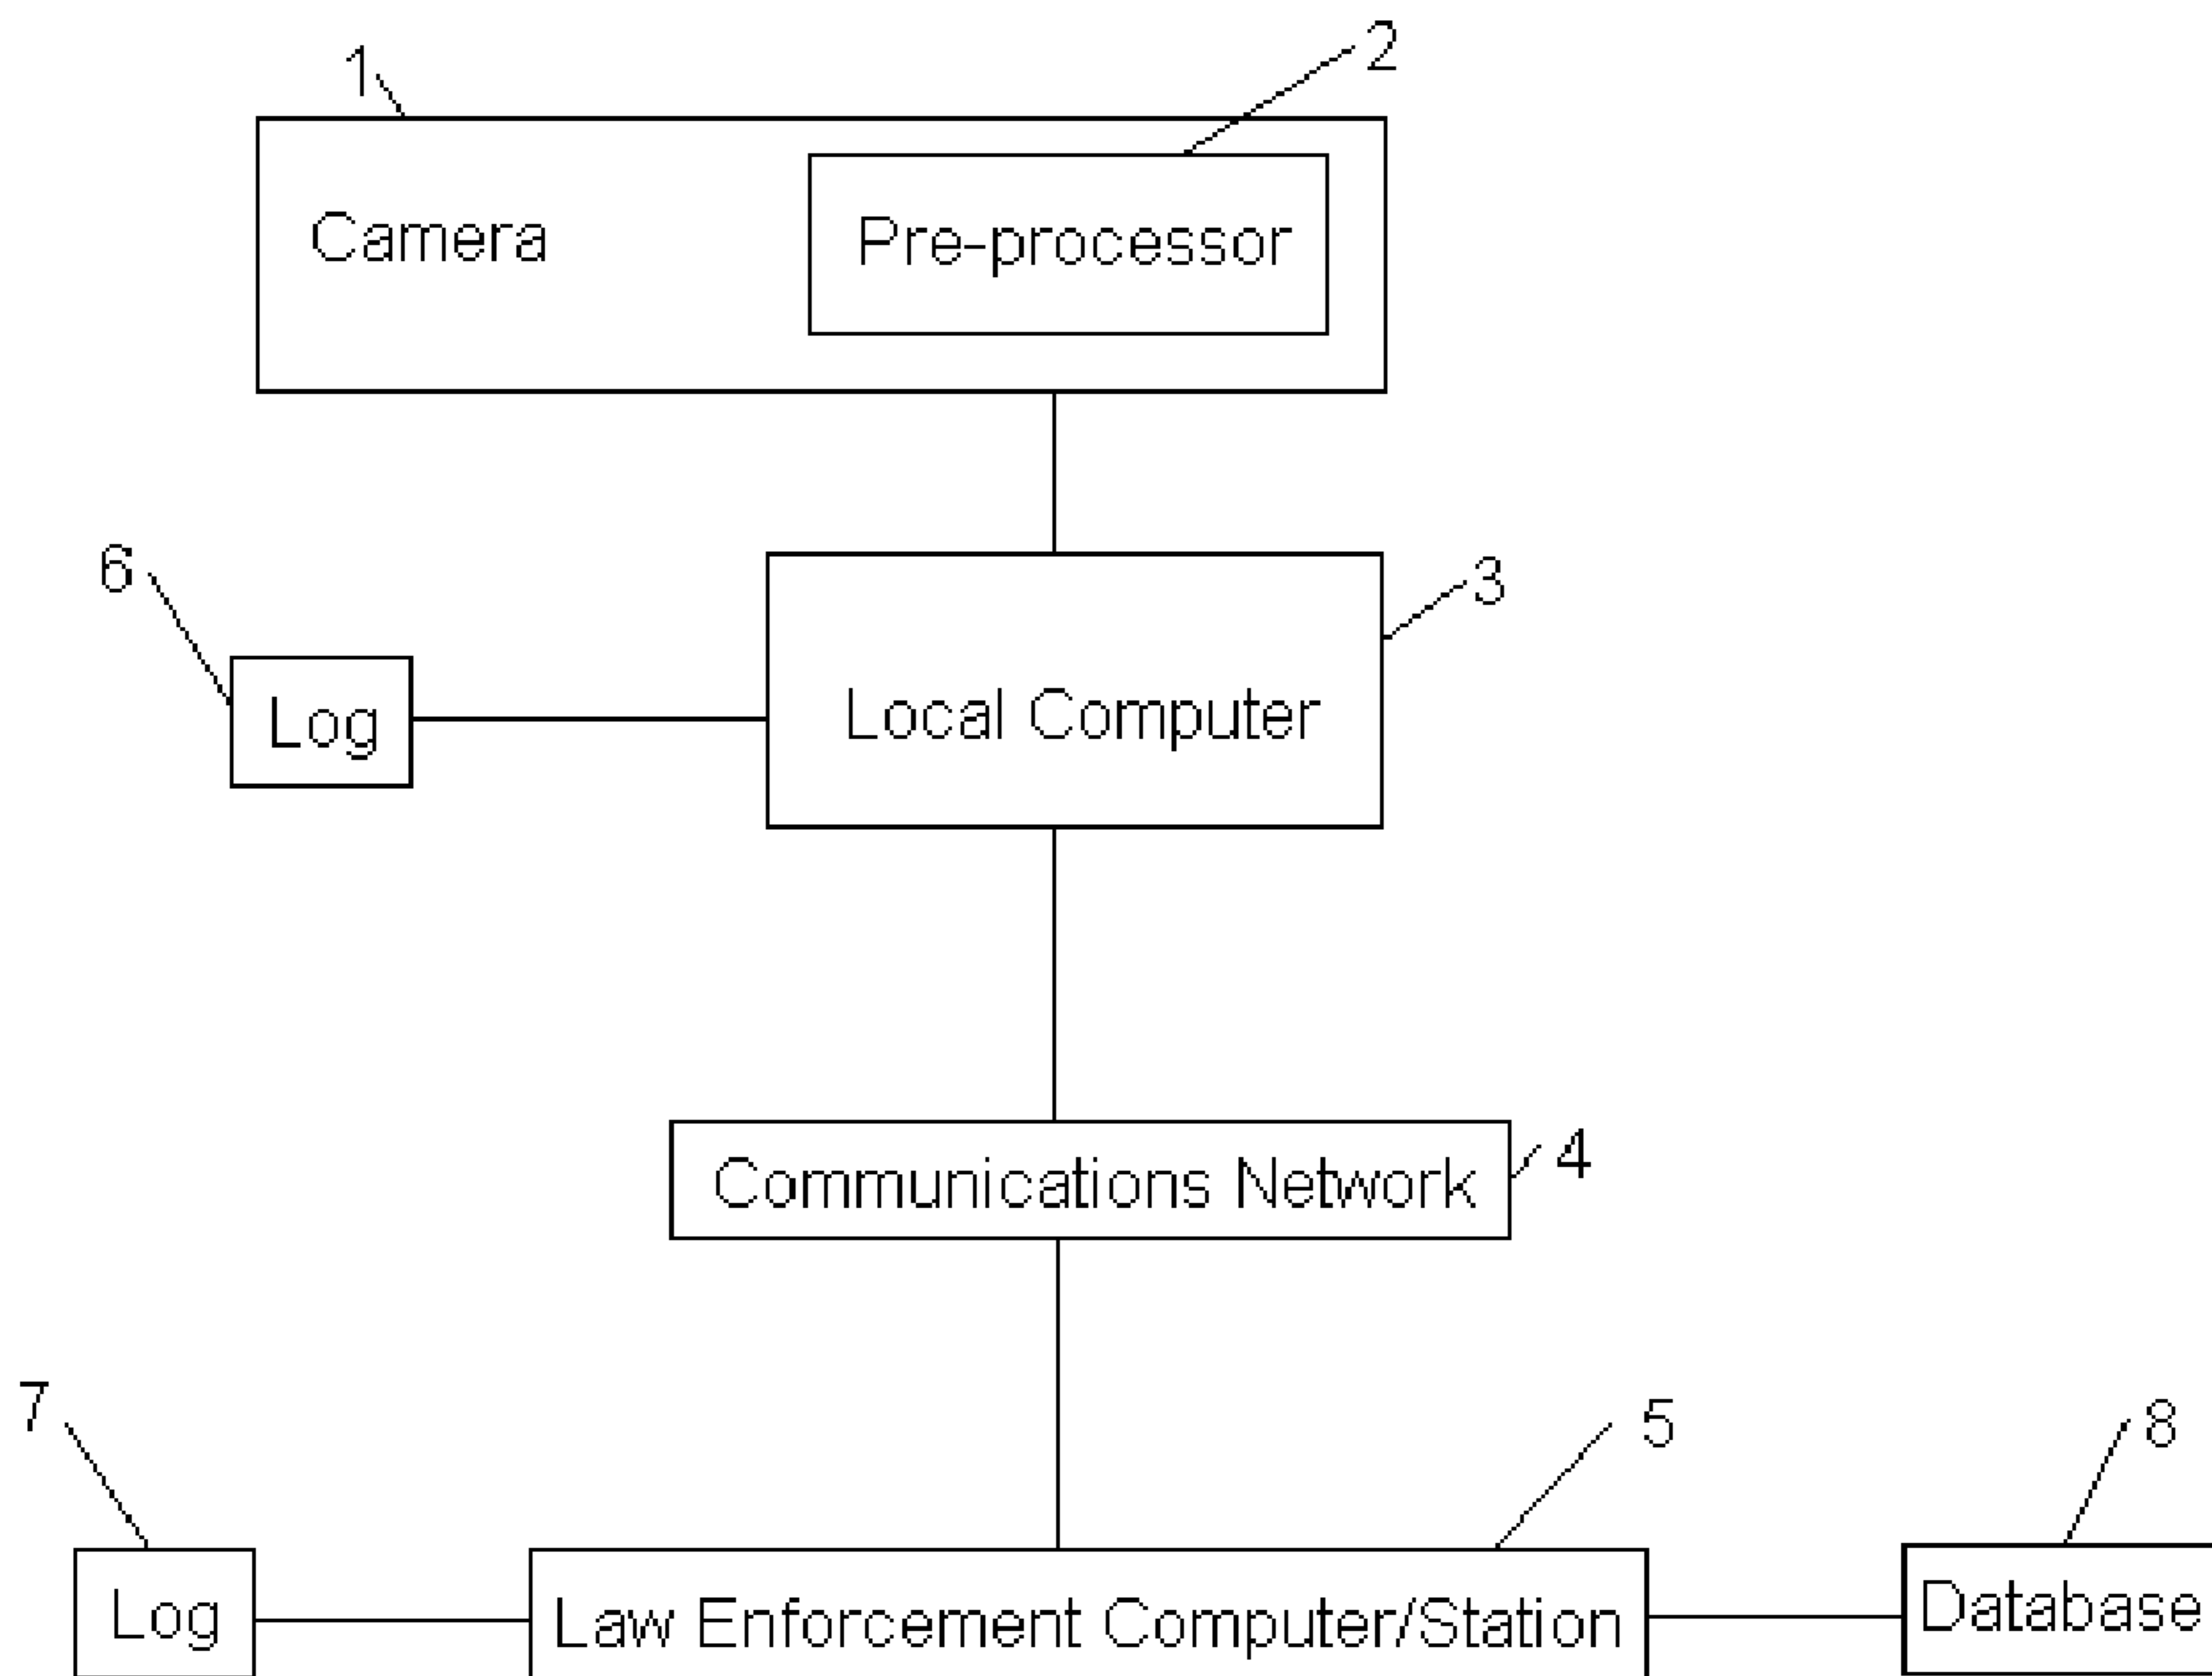 1
2
Camera
Pre-processor
6
3
Log
Local Computer
4
Communications Network
7
5
8
Log
Law Enforcement Computer/Station
Database